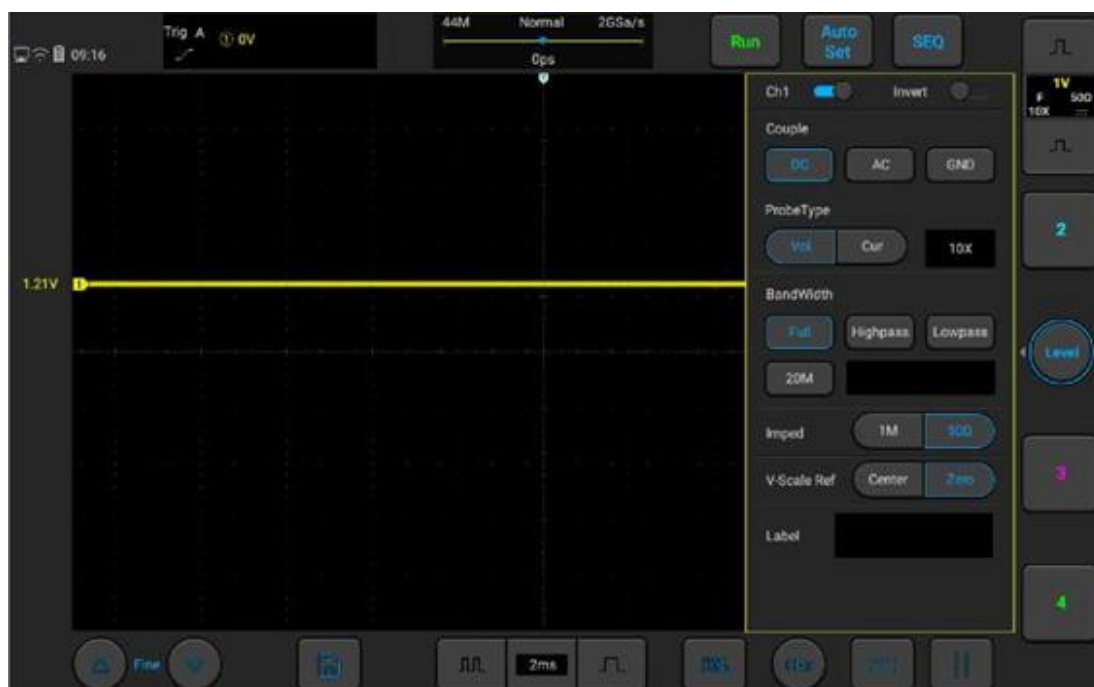 09:16
Trig A ① 0V
44M Normal 2GSa/s
0ps
Run
Auto
Set
SEQ
Ch1 Invert
Couple
DC AC GND
ProbeType
Vol Cur 10X
BandWidth
Full Highpass Lowpass
20M
Imped 1M 50Ω
V-Scale Ref Center Zero
Label
1V
F 50Ω
10X
2
Level
3
4
1.21V 1
Fine
2ms